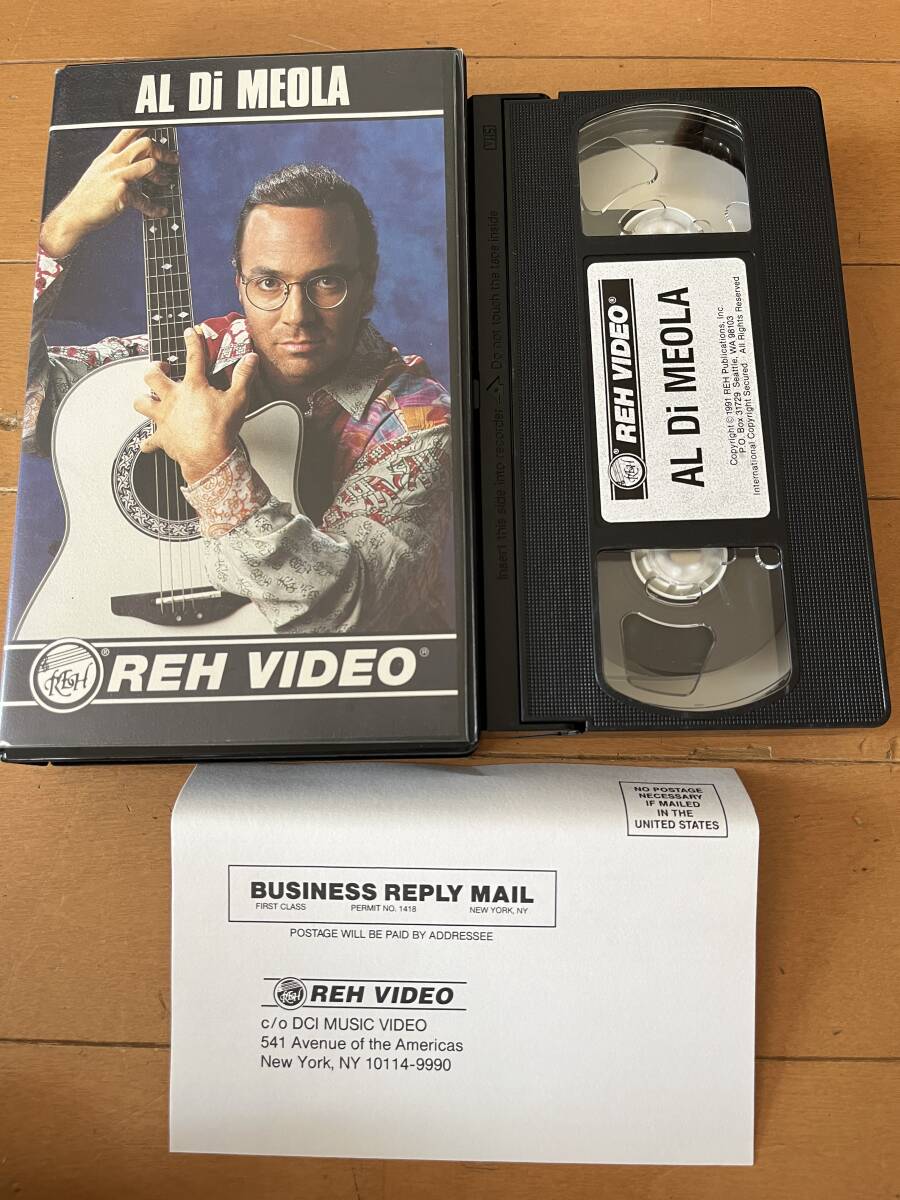 AL Di MEOLA
REH ® REH VIDEO ®
VHS
Insert this side into recorder Do not touch the tape inside
REH REH VIDEO ®
AL Di MEOLA
Copyright © 1991 REH Publications, Inc.
P.O. Box 31729 Seattle, WA 98103
International Copyright Secured All Rights Reserved
NO POSTAGE
NECESSARY
IF MAILED
IN THE
UNITED STATES
BUSINESS REPLY MAIL
FIRST CLASS PERMIT NO. 1418 NEW YORK, NY
POSTAGE WILL BE PAID BY ADDRESSEE
REH REH VIDEO
c/o DCI MUSIC VIDEO
541 Avenue of the Americas
New York, NY 10114-9990